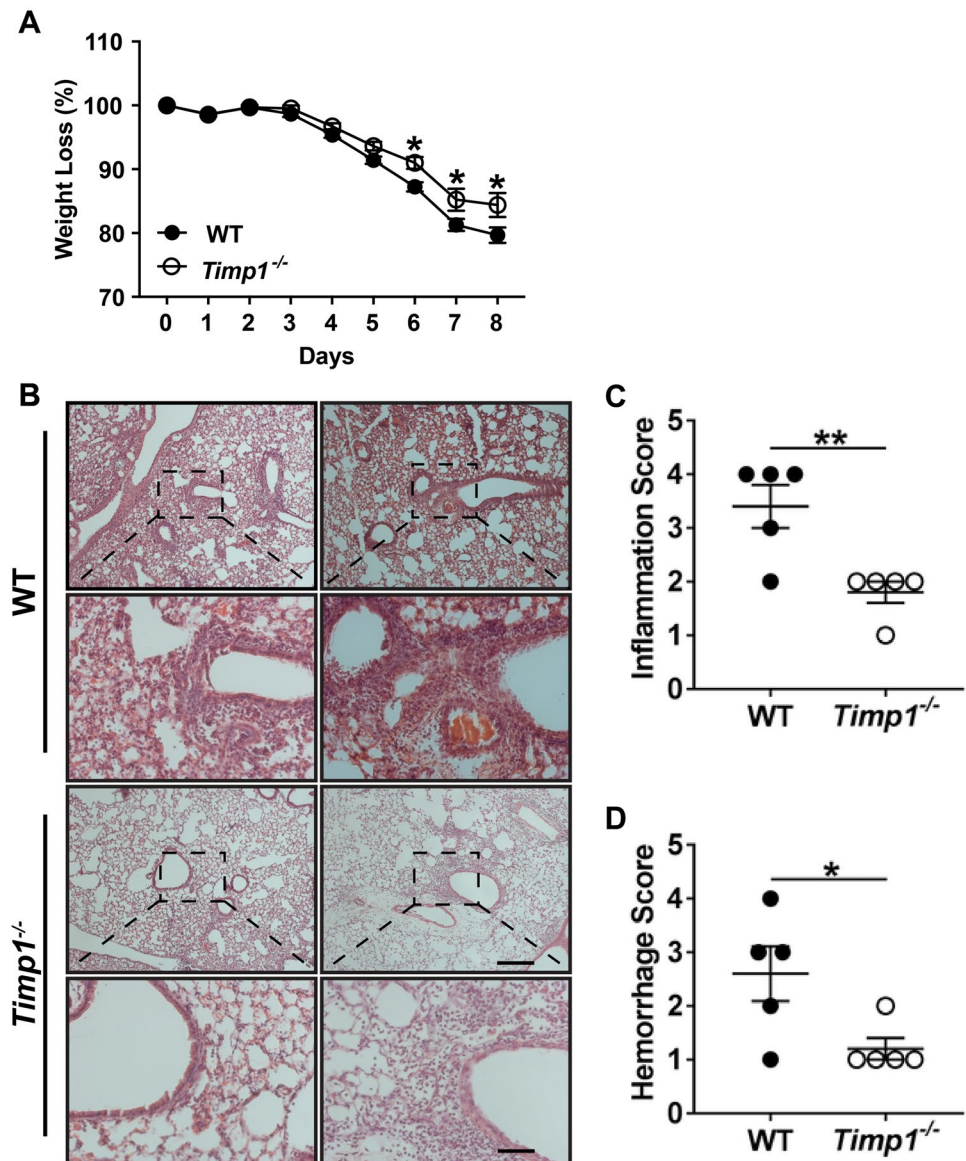 A
110
100
90
80
70
Weight Loss (%)
* * *
WT
Timp1-/-
0 1 2 3 4 5 6 7 8
Days
B
WT
Timp1-/-
C
5
4
3
2
1
0
Inflammation Score
**
WT Timp1-/-
D
5
4
3
2
1
0
Hemorrhage Score
*
WT Timp1-/-